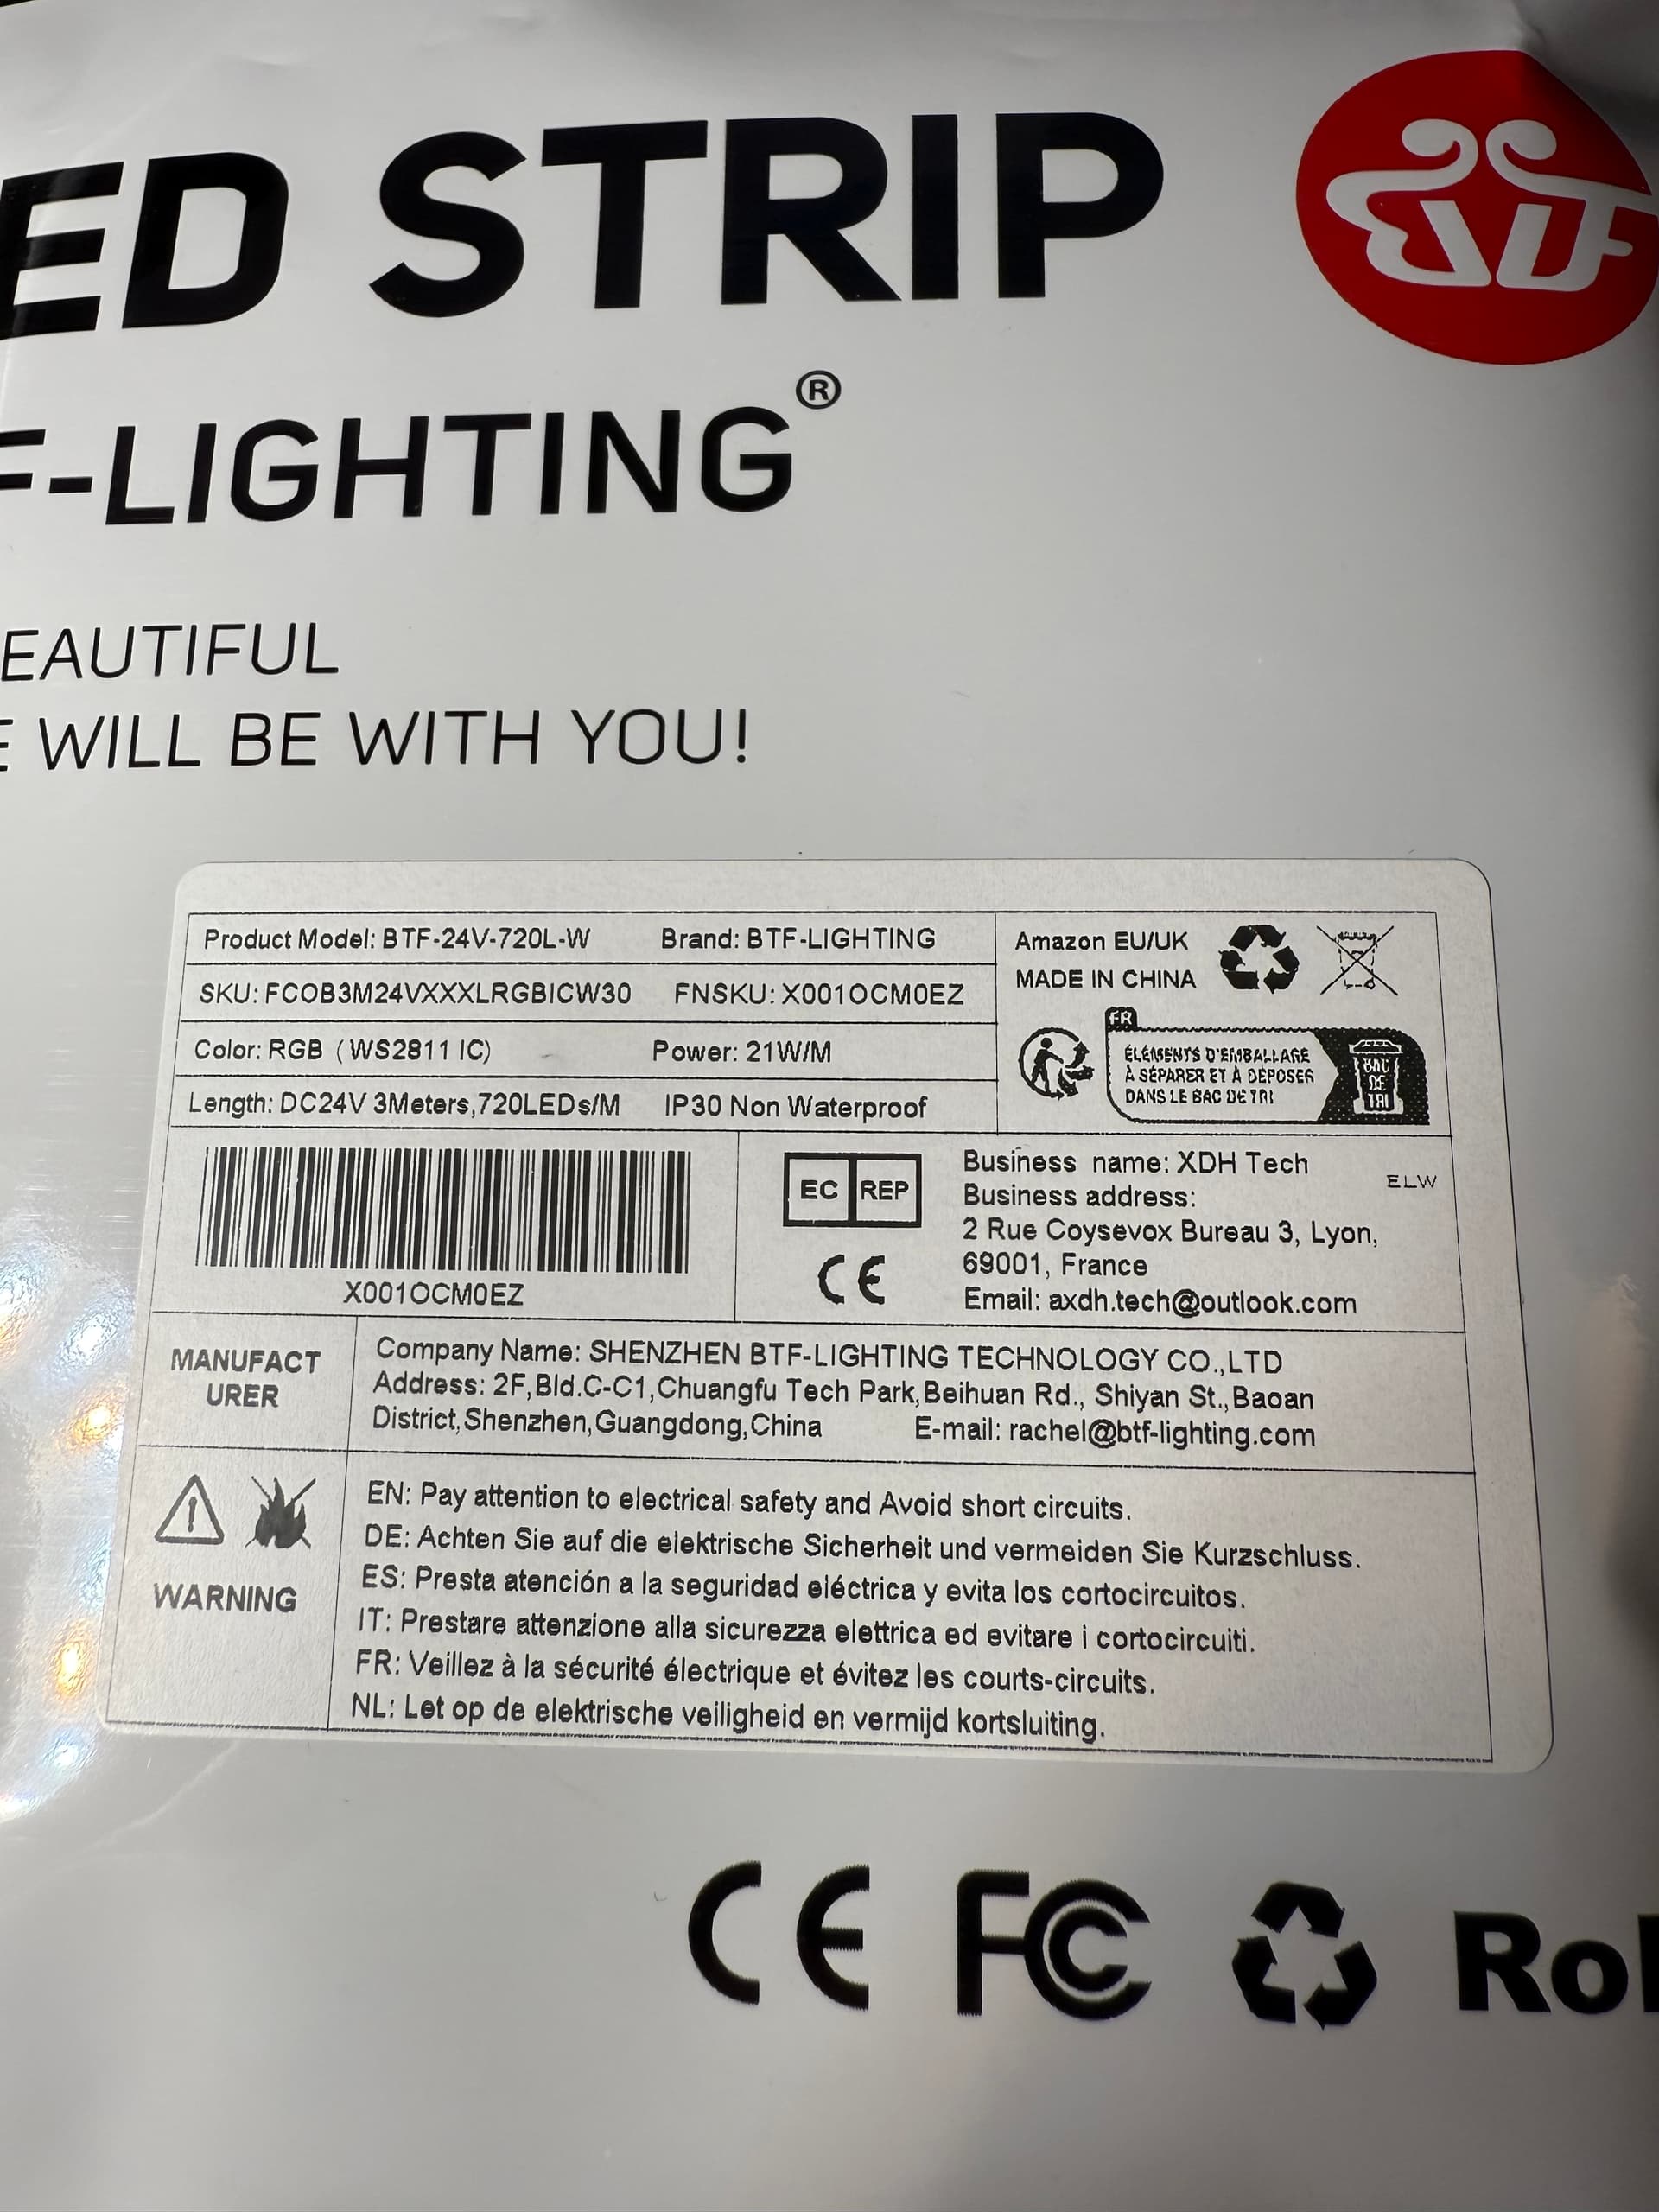 ED STRIP
F-LIGHTING®
EAUTIFUL
E WILL BE WITH YOU!
Product Model: BTF-24V-720L-W Brand: BTF-LIGHTING
SKU: FCOB3M24VXXXLRGBICW30 FNSKU: X001OCM0EZ
Color: RGB (WS2811 IC) Power: 21W/M
Length: DC24V 3Meters,720LEDs/M IP30 Non Waterproof
Amazon EU/UK
MADE IN CHINA
FR
ÉLÉMENTS D'EMBALLAGE
À SÉPARER ET À DÉPOSER
DANS LE BAC DE TRI
BAC
DE
TRI
X001OCM0EZ
EC REP
CE
Business name: XDH Tech
ELW
Business address:
2 Rue Coysevox Bureau 3, Lyon,
69001, France
Email: axdh.tech@outlook.com
MANUFACT
URER
Company Name: SHENZHEN BTF-LIGHTING TECHNOLOGY CO.,LTD
Address: 2F,Bld.C-C1,Chuangfu Tech Park,Beihuan Rd., Shiyan St.,Baoan
District,Shenzhen,Guangdong,China E-mail: rachel@btf-lighting.com
WARNING
EN: Pay attention to electrical safety and Avoid short circuits.
DE: Achten Sie auf die elektrische Sicherheit und vermeiden Sie Kurzschluss.
ES: Presta atención a la seguridad eléctrica y evita los cortocircuitos.
IT: Prestare attenzione alla sicurezza elettrica ed evitare i cortocircuiti.
FR: Veillez à la sécurité électrique et évitez les courts-circuits.
NL: Let op de elektrische veiligheid en vermijd kortsluiting.
CE FC Ro